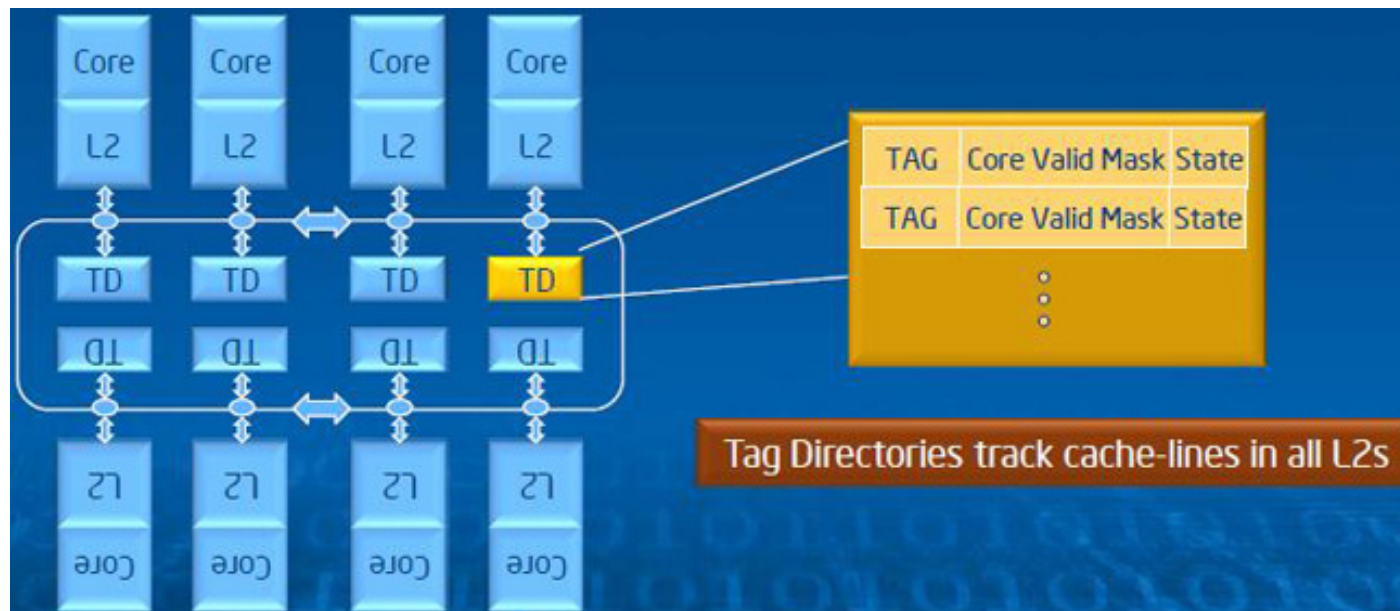 Core Core Core Core
L2 L2 L2 L2
TAG Core Valid Mask State
TAG Core Valid Mask State
TD TD TD TD
TD TD TD TD
Tag Directories track cache-lines in all L2s
L2 L2 L2 L2
Core Core Core Core